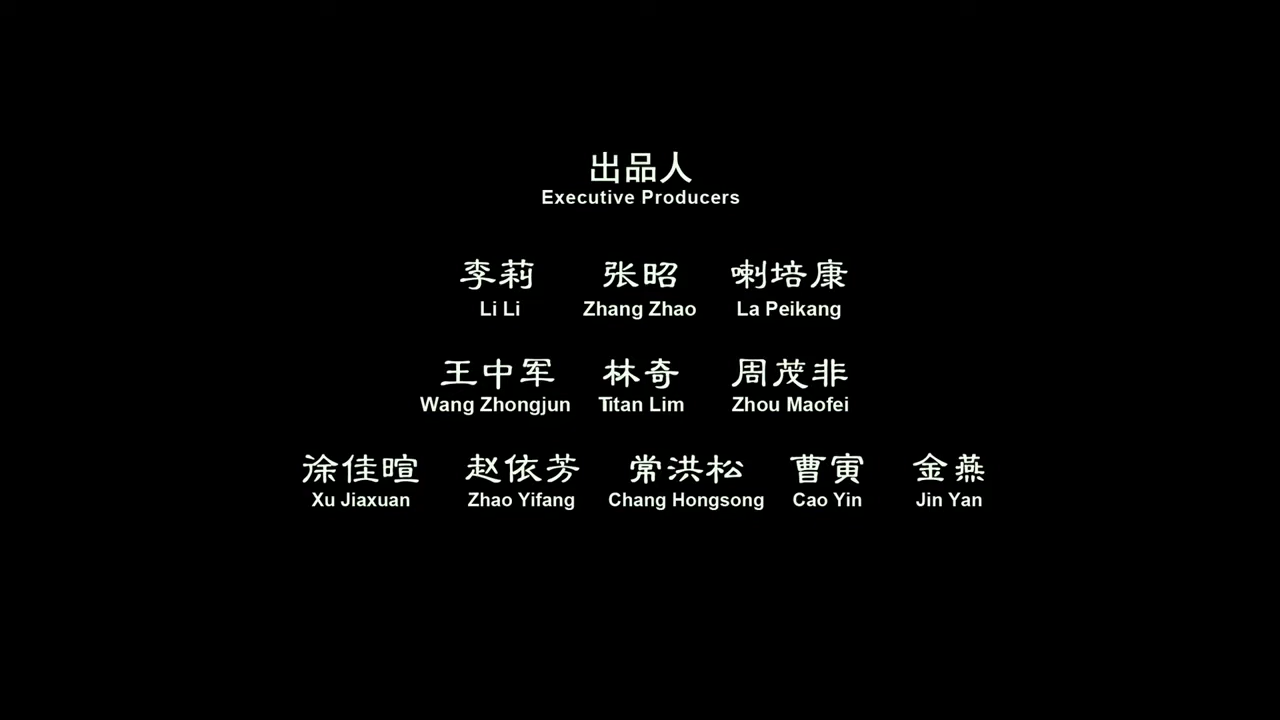 出品人
Executive Producers
李莉 张昭 喇培康
Li Li Zhang Zhao La Peikang
王中军 林奇 周茂非
Wang Zhongjun Titan Lim Zhou Maofei
涂佳暄 赵依芳 常洪松 曹寅 金燕
Xu Jiaxuan Zhao Yifang Chang Hongsong Cao Yin Jin Yan